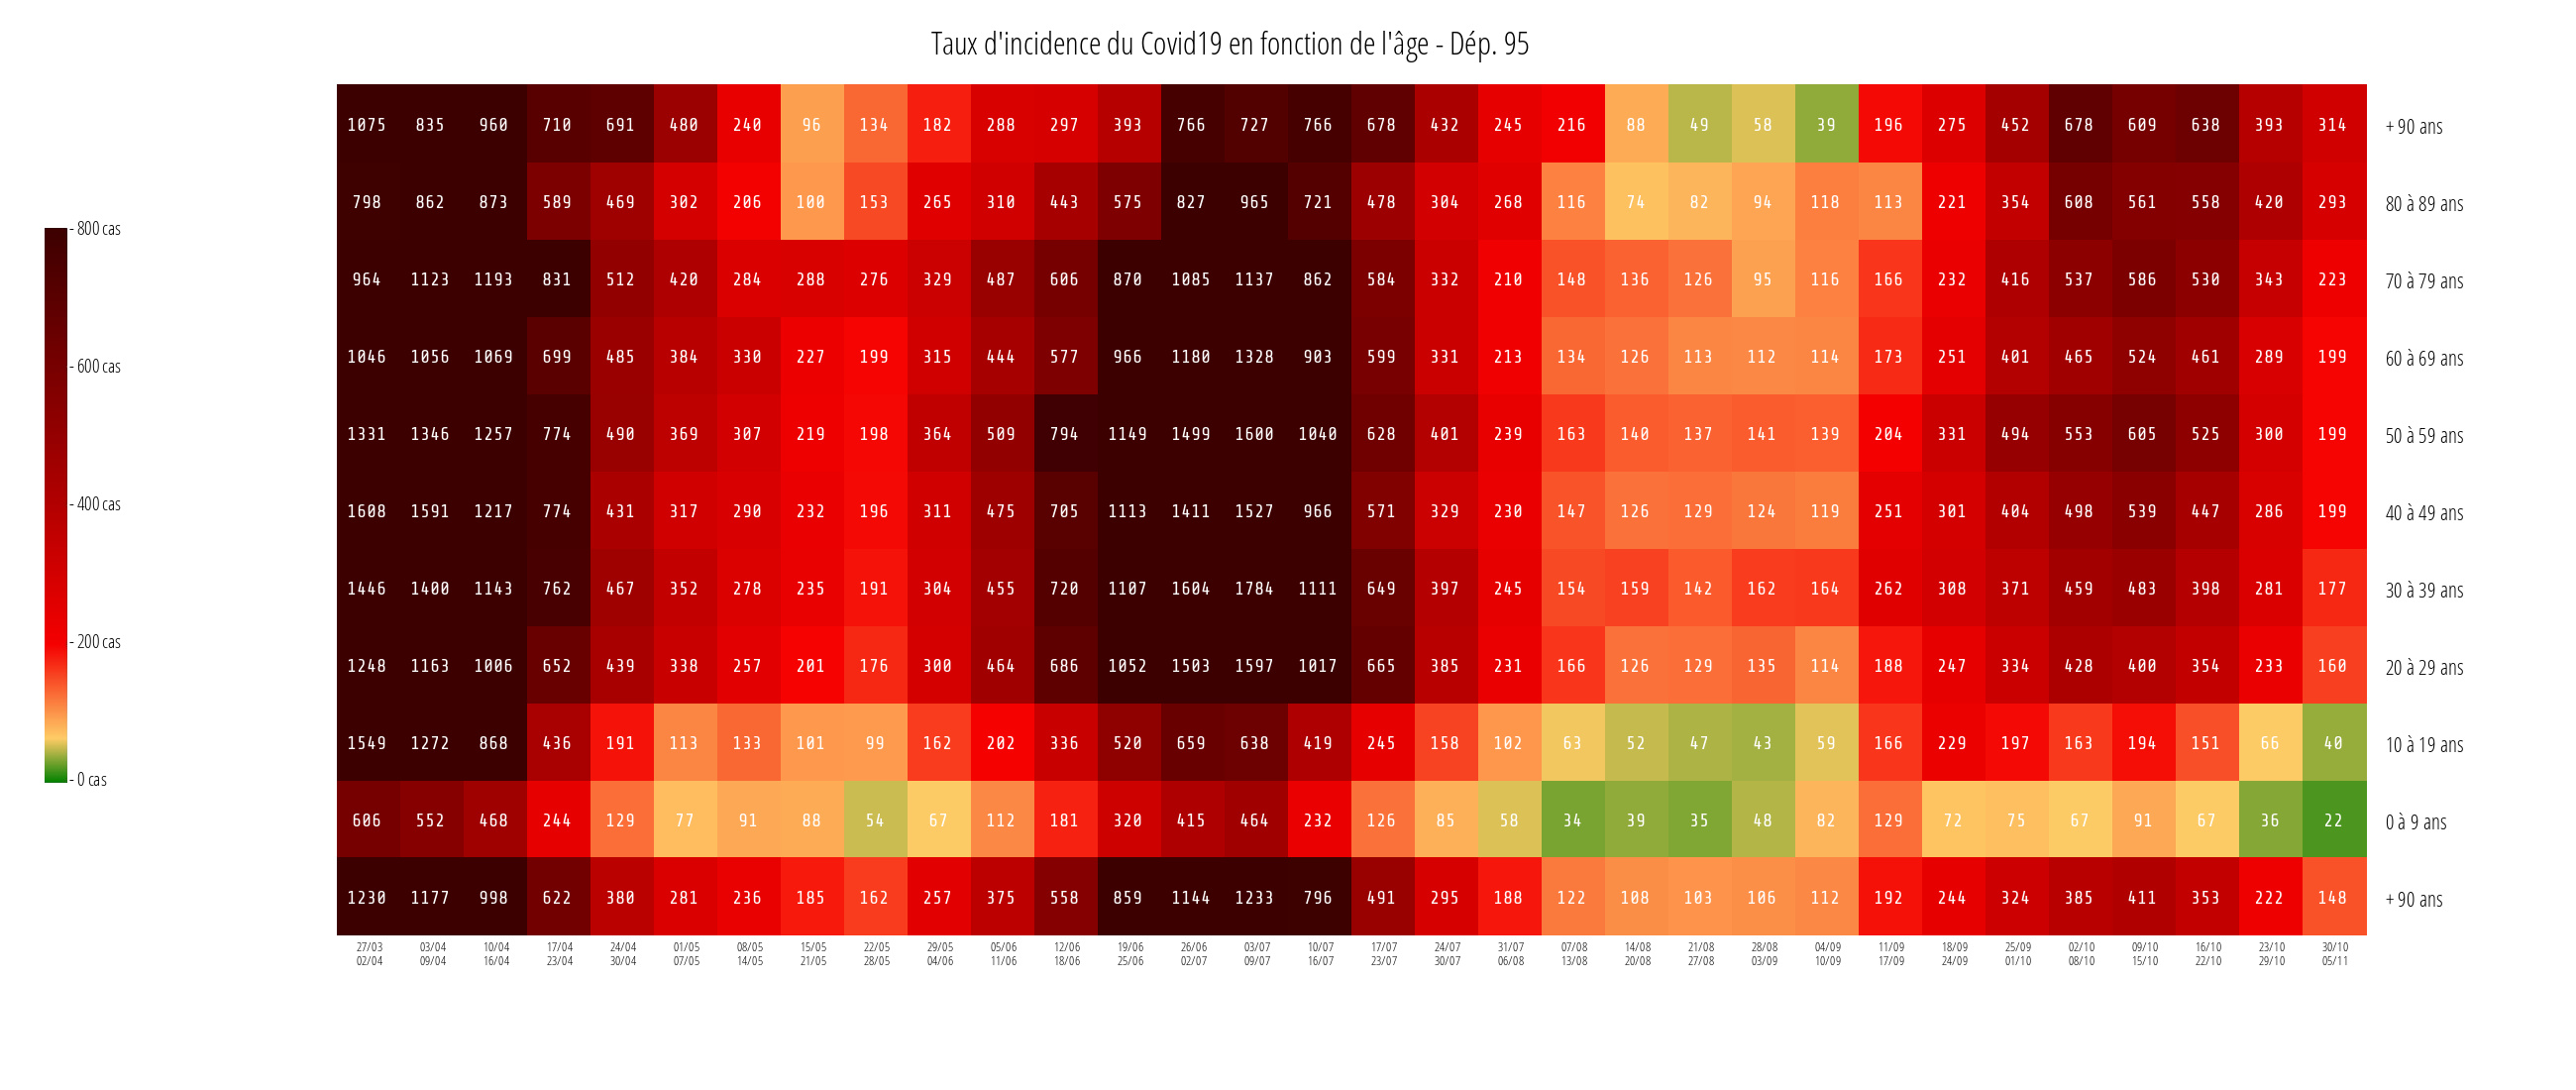 Taux d'incidence du Covid19 en fonction de l'âge - Dép. 95
- 800 cas
- 600 cas
- 400 cas
- 200 cas
- 0 cas
1075 835 960 710 691 480 240 96 134 182 288 297 393 766 727 766 678 432 245 216 88 49 58 39 196 275 452 678 609 638 393 314 + 90 ans
798 862 873 589 469 302 206 100 153 265 310 443 575 827 965 721 478 304 268 116 74 82 94 118 113 221 354 608 561 558 420 293 80 à 89 ans
964 1123 1193 831 512 420 284 288 276 329 487 606 870 1085 1137 862 584 332 210 148 136 126 95 116 166 232 416 537 586 530 343 223 70 à 79 ans
1046 1056 1069 699 485 384 330 227 199 315 444 577 966 1180 1328 903 599 331 213 134 126 113 112 114 173 251 401 465 524 461 289 199 60 à 69 ans
1331 1346 1257 774 490 369 307 219 198 364 509 794 1149 1499 1600 1040 628 401 239 163 140 137 141 139 204 331 494 553 605 525 300 199 50 à 59 ans
1608 1591 1217 774 431 317 290 232 196 311 475 705 1113 1411 1527 966 571 329 230 147 126 129 124 119 251 301 404 498 539 447 286 199 40 à 49 ans
1446 1400 1143 762 467 352 278 235 191 304 455 720 1107 1604 1784 1111 649 397 245 154 159 142 162 164 262 308 371 459 483 398 281 177 30 à 39 ans
1248 1163 1006 652 439 338 257 201 176 300 464 686 1052 1503 1597 1017 665 385 231 166 126 129 135 114 188 247 334 428 400 354 233 160 20 à 29 ans
1549 1272 868 436 191 113 133 101 99 162 202 336 520 659 638 419 245 158 102 63 52 47 43 59 166 229 197 163 194 151 66 40 10 à 19 ans
606 552 468 244 129 77 91 88 54 67 112 181 320 415 464 232 126 85 58 34 39 35 48 82 129 72 75 67 91 67 36 22 0 à 9 ans
1230 1177 998 622 380 281 236 185 162 257 375 558 859 1144 1233 796 491 295 188 122 108 103 106 112 192 244 324 385 411 353 222 148 + 90 ans
27/03 03/04 10/04 17/04 24/04 01/05 08/05 15/05 22/05 29/05 05/06 12/06 19/06 26/06 03/07 10/07 17/07 24/07 31/07 07/08 14/08 21/08 28/08 04/09 11/09 18/09 25/09 02/10 09/10 16/10 23/10 30/10
02/04 09/04 16/04 23/04 30/04 07/05 14/05 21/05 28/05 04/06 11/06 18/06 25/06 02/07 09/07 16/07 23/07 30/07 06/08 13/08 20/08 27/08 03/09 10/09 17/09 24/09 01/10 08/10 15/10 22/10 29/10 05/11